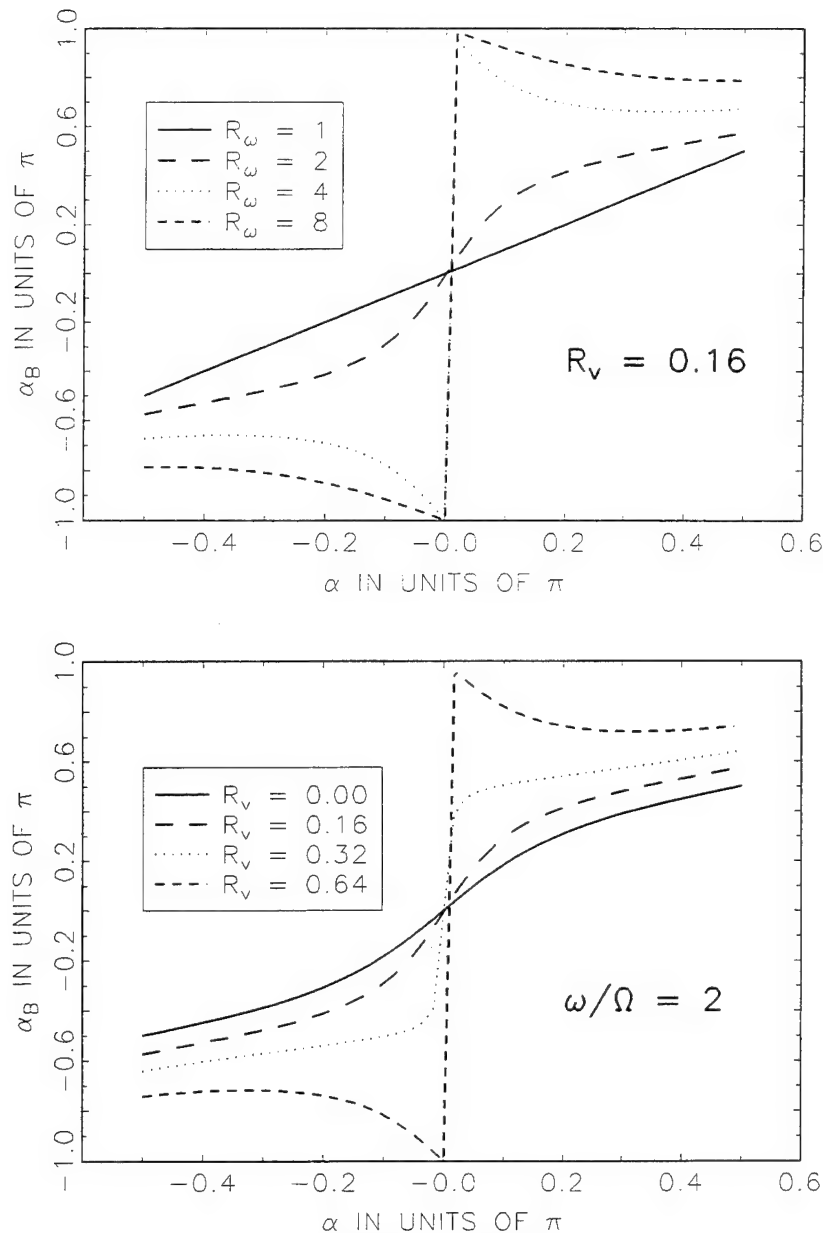 1.0
0.6
0.2
-0.2
-0.6
-1.0
α_B IN UNITS OF π
R_ω = 1
R_ω = 2
R_ω = 4
R_ω = 8
R_v = 0.16
-0.4 -0.2 -0.0 0.2 0.4 0.6
α IN UNITS OF π
1.0
0.6
0.2
-0.2
-0.6
-1.0
α_B IN UNITS OF π
R_v = 0.00
R_v = 0.16
R_v = 0.32
R_v = 0.64
ω/Ω = 2
-0.4 -0.2 -0.0 0.2 0.4 0.6
α IN UNITS OF π